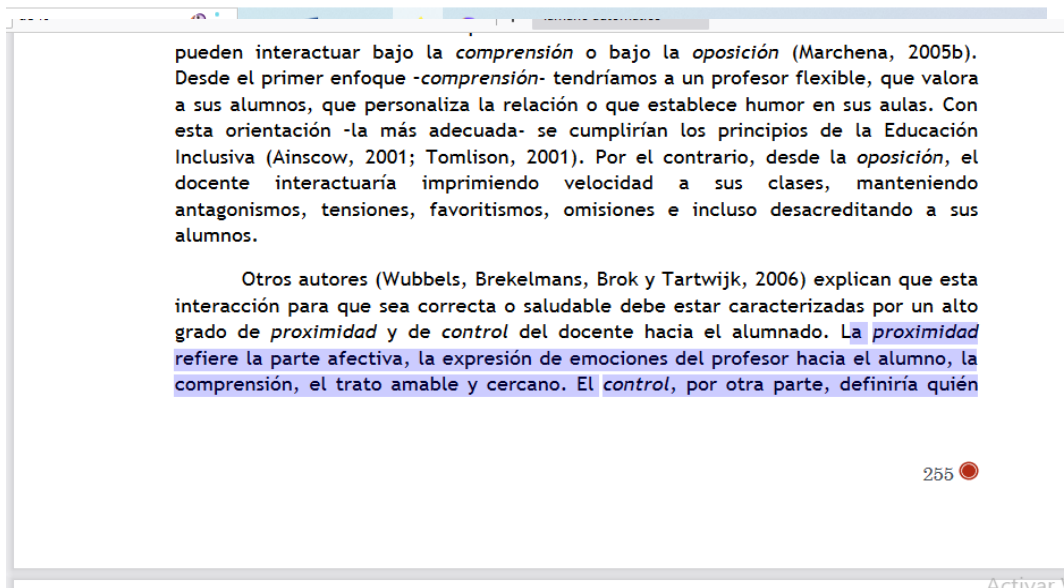 pueden interactuar bajo la comprensión o bajo la oposición (Marchena, 2005b).
Desde el primer enfoque -comprensión- tendríamos a un profesor flexible, que valora
a sus alumnos, que personaliza la relación o que establece humor en sus aulas. Con
esta orientación -la más adecuada- se cumplirían los principios de la Educación
Inclusiva (Ainscow, 2001; Tomlison, 2001). Por el contrario, desde la oposición, el
docente interactuaría imprimiendo velocidad a sus clases, manteniendo
antagonismos, tensiones, favoritismos, omisiones e incluso desacreditando a sus
alumnos.
Otros autores (Wubbels, Brekelmans, Brok y Tartwijk, 2006) explican que esta
interacción para que sea correcta o saludable debe estar caracterizadas por un alto
grado de proximidad y de control del docente hacia el alumnado. La proximidad
refiere la parte afectiva, la expresión de emociones del profesor hacia el alumno, la
comprensión, el trato amable y cercano. El control, por otra parte, definiría quién
255
Activar